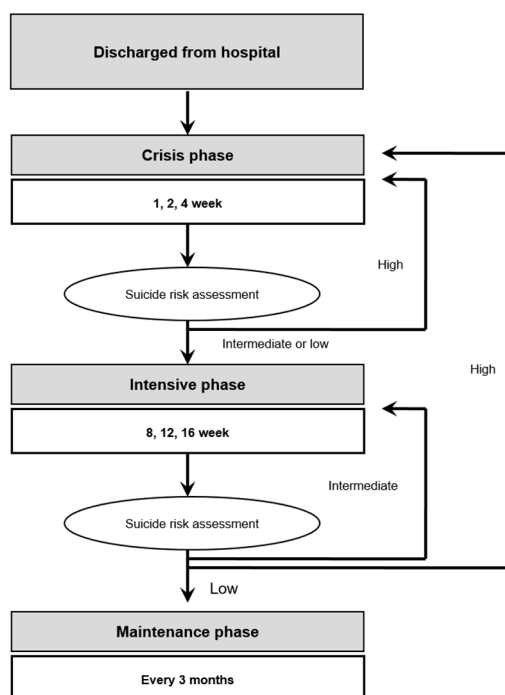 Discharged from hospital
Crisis phase
1, 2, 4 week
High
Suicide risk assessment
Intermediate or low
High
Intensive phase
8, 12, 16 week
Intermediate
Suicide risk assessment
Low
Maintenance phase
Every 3 months